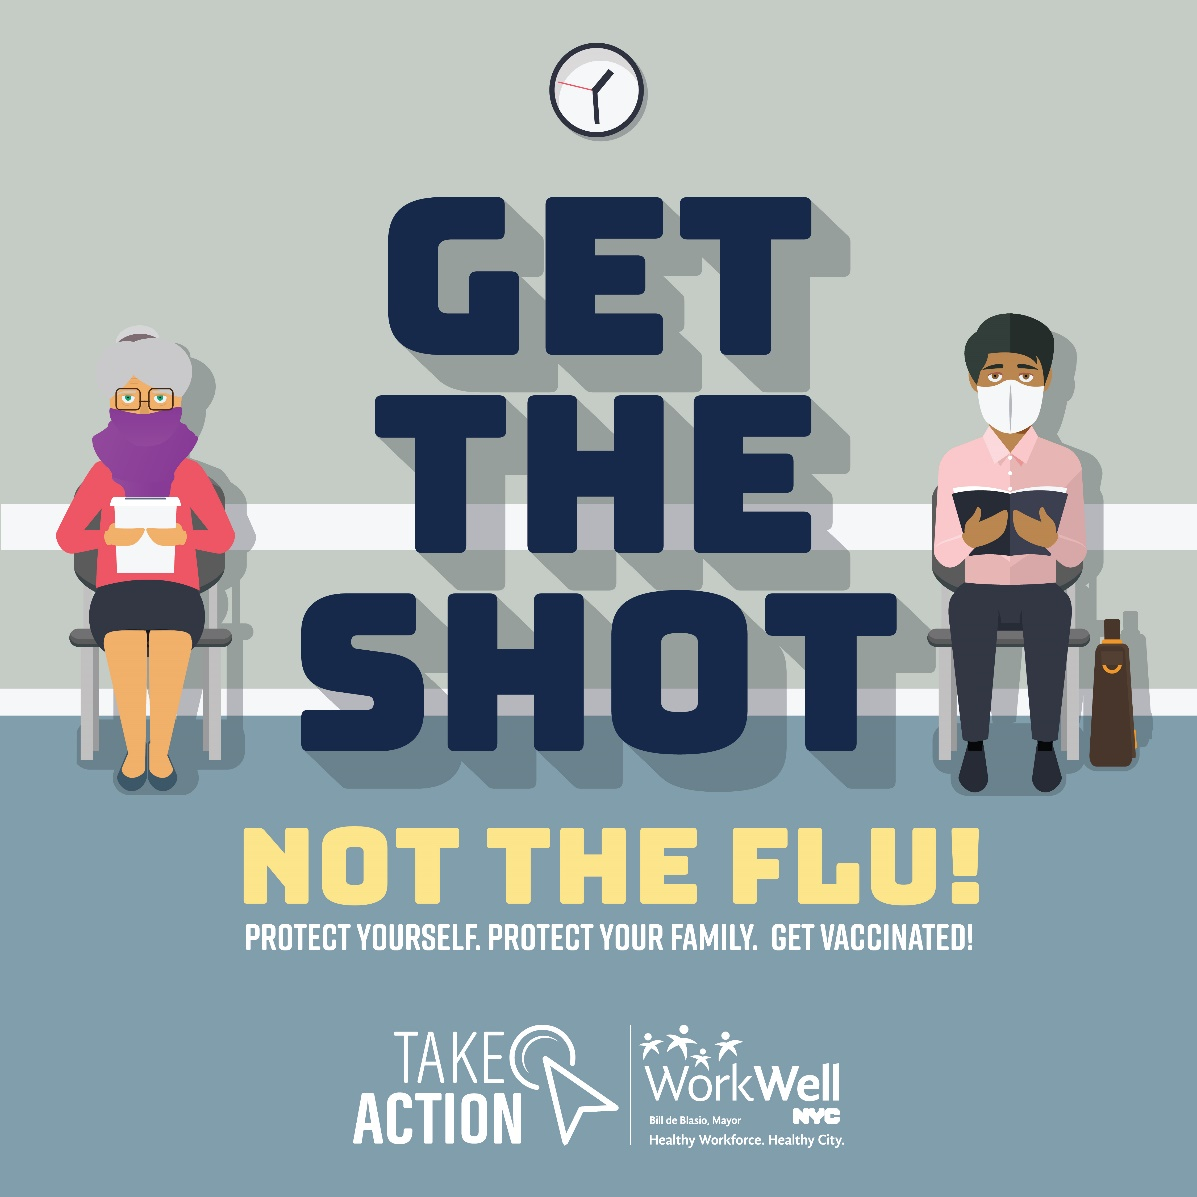 GET
THE
SHOT
NOT THE FLU!
PROTECT YOURSELF. PROTECT YOUR FAMILY. GET VACCINATED!
TAKE
ACTION
WorkWell
NYC
Bill de Blasio, Mayor
Healthy Workforce. Healthy City.